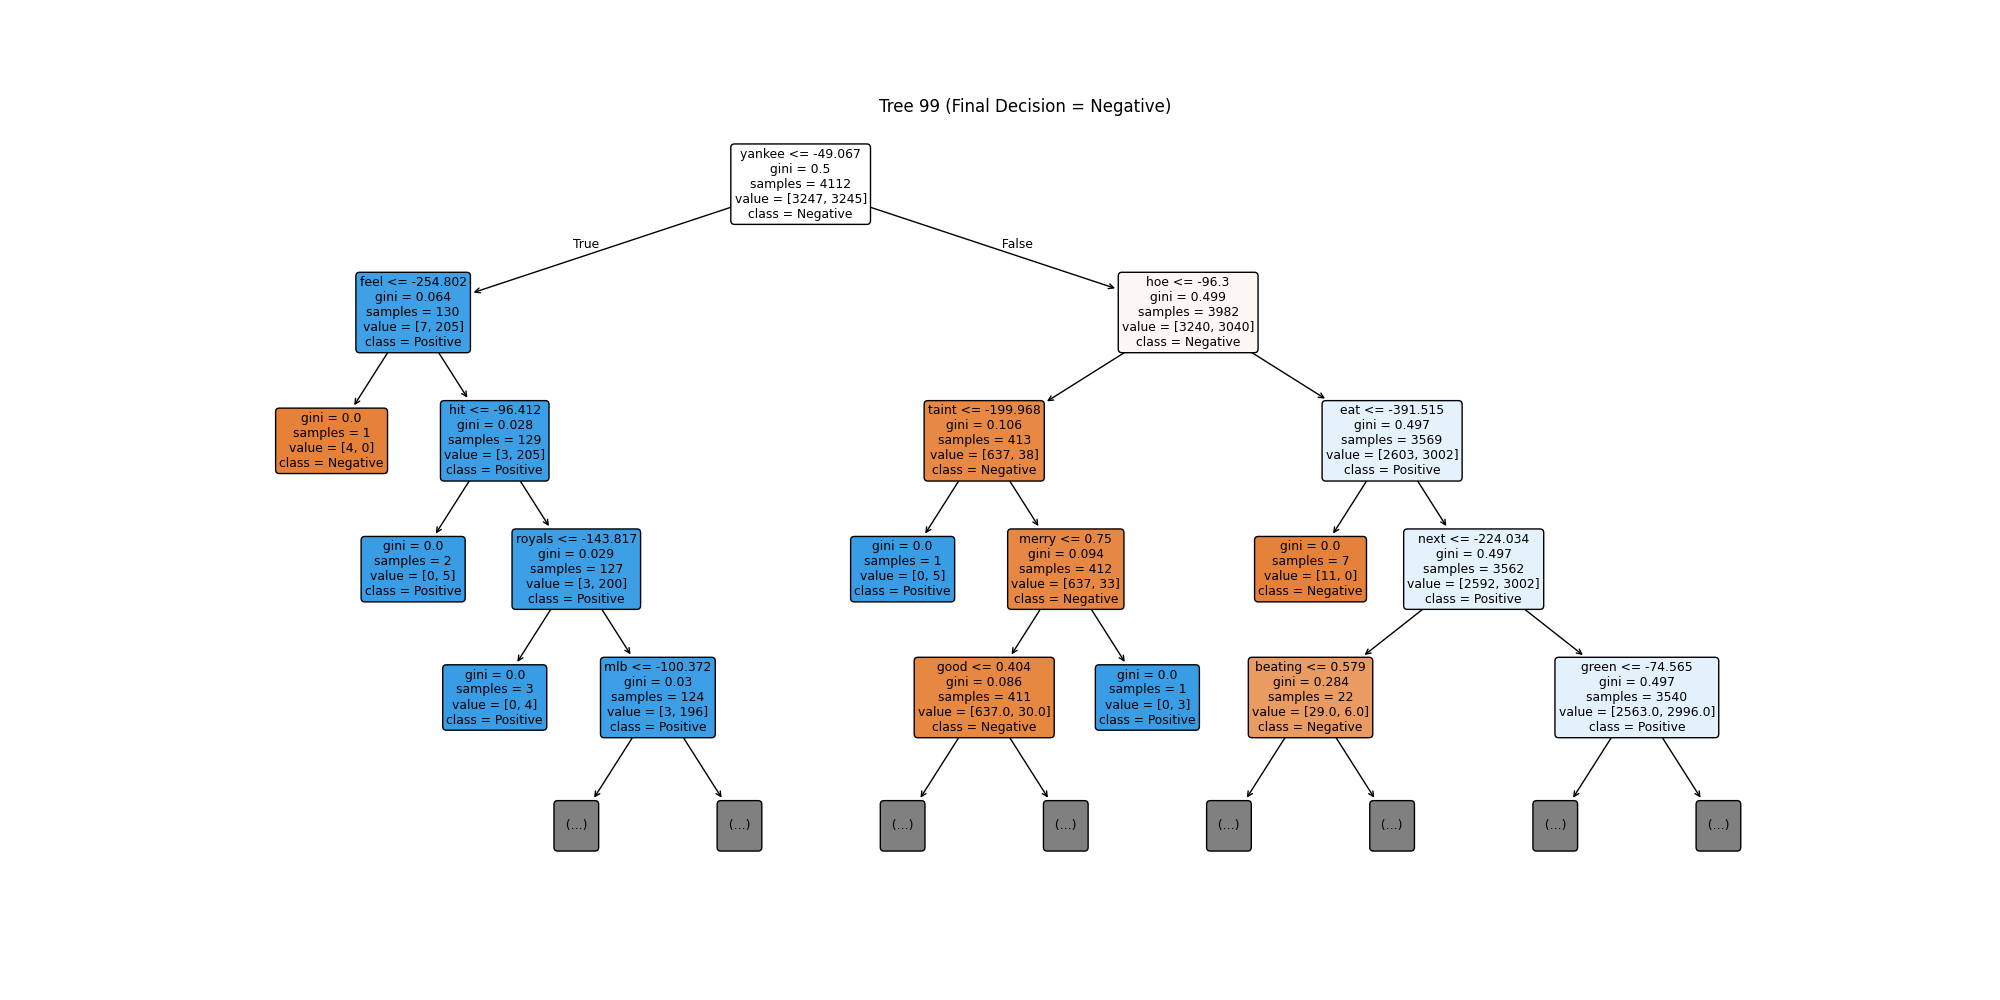 Tree 99 (Final Decision = Negative)
yankee <= -49.067
gini = 0.5
samples = 4112
value = [3247, 3245]
class = Negative
True
False
feel <= -254.802
gini = 0.064
samples = 130
value = [7, 205]
class = Positive
hoe <= -96.3
gini = 0.499
samples = 3982
value = [3240, 3040]
class = Negative
gini = 0.0
samples = 1
value = [4, 0]
class = Negative
hit <= -96.412
gini = 0.028
samples = 129
value = [3, 205]
class = Positive
taint <= -199.968
gini = 0.106
samples = 413
value = [637, 38]
class = Negative
eat <= -391.515
gini = 0.497
samples = 3569
value = [2603, 3002]
class = Positive
gini = 0.0
samples = 2
value = [0, 5]
class = Positive
royals <= -143.817
gini = 0.029
samples = 127
value = [3, 200]
class = Positive
gini = 0.0
samples = 1
value = [0, 5]
class = Positive
merry <= 0.75
gini = 0.094
samples = 412
value = [637, 33]
class = Negative
gini = 0.0
samples = 7
value = [11, 0]
class = Negative
next <= -224.034
gini = 0.497
samples = 3562
value = [2592, 3002]
class = Positive
gini = 0.0
samples = 3
value = [0, 4]
class = Positive
mlb <= -100.372
gini = 0.03
samples = 124
value = [3, 196]
class = Positive
good <= 0.404
gini = 0.086
samples = 411
value = [637.0, 30.0]
class = Negative
gini = 0.0
samples = 1
value = [0, 3]
class = Positive
beating <= 0.579
gini = 0.284
samples = 22
value = [29.0, 6.0]
class = Negative
green <= -74.565
gini = 0.497
samples = 3540
value = [2563.0, 2996.0]
class = Positive
(...)
(...)
(...)
(...)
(...)
(...)
(...)
(...)